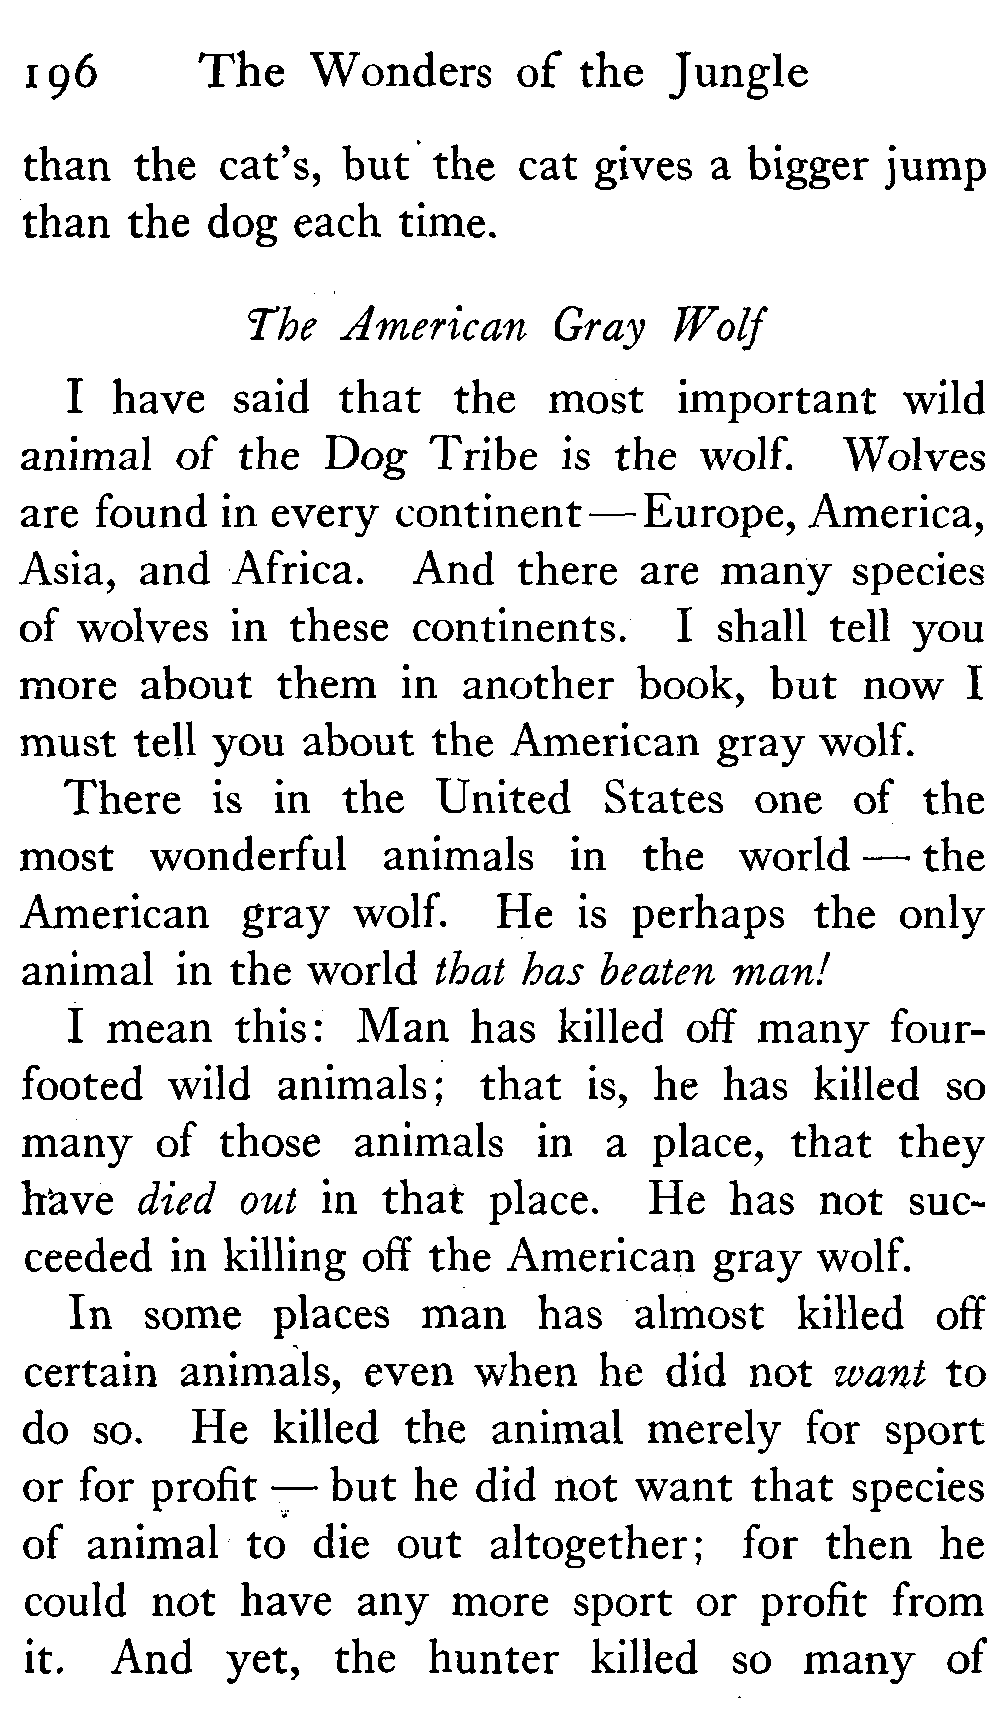 196 The Wonders of the Jungle
than the cat's, but the cat gives a bigger jump
than the dog each time.
The American Gray Wolf
I have said that the most important wild
animal of the Dog Tribe is the wolf. Wolves
are found in every continent—Europe, America,
Asia, and Africa. And there are many species
of wolves in these continents. I shall tell you
more about them in another book, but now I
must tell you about the American gray wolf.
There is in the United States one of the
most wonderful animals in the world — the
American gray wolf. He is perhaps the only
animal in the world that has beaten man!
I mean this: Man has killed off many four-
footed wild animals; that is, he has killed so
many of those animals in a place, that they
have died out in that place. He has not suc-
ceeded in killing off the American gray wolf.
In some places man has almost killed off
certain animals, even when he did not want to
do so. He killed the animal merely for sport
or for profit — but he did not want that species
of animal to die out altogether; for then he
could not have any more sport or profit from
it. And yet, the hunter killed so many of